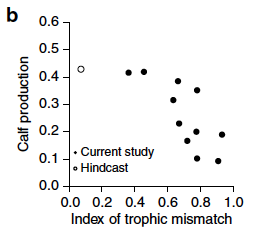 b
Calf production
0.6
0.5
0.4
0.3
0.2
0.1
0.0
Current study
Hindcast
0.0 0.2 0.4 0.6 0.8 1.0
Index of trophic mismatch